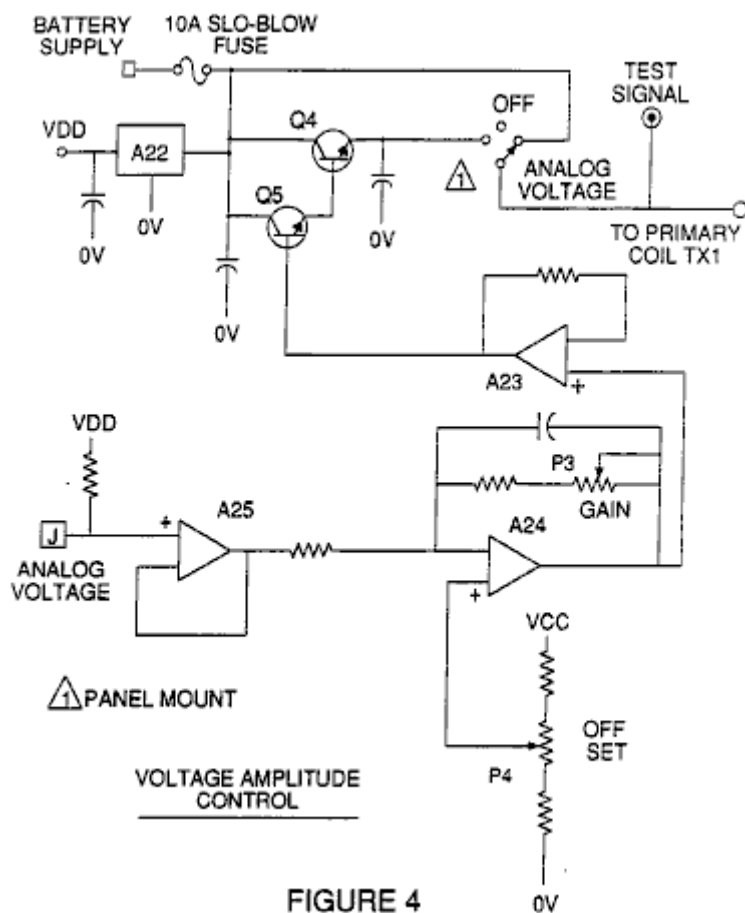 BATTERY
SUPPLY
10A SLO-BLOW
FUSE
TEST
SIGNAL
OFF
Q4
VDD
A22
1
ANALOG
VOLTAGE
Q5
0V
0V
0V
0V
TO PRIMARY
COIL TX1
A23
+
VDD
P3
GAIN
A25
A24
+
J
ANALOG
VOLTAGE
+
VCC
1 PANEL MOUNT
OFF
SET
P4
VOLTAGE AMPLITUDE
CONTROL
FIGURE 4
0V